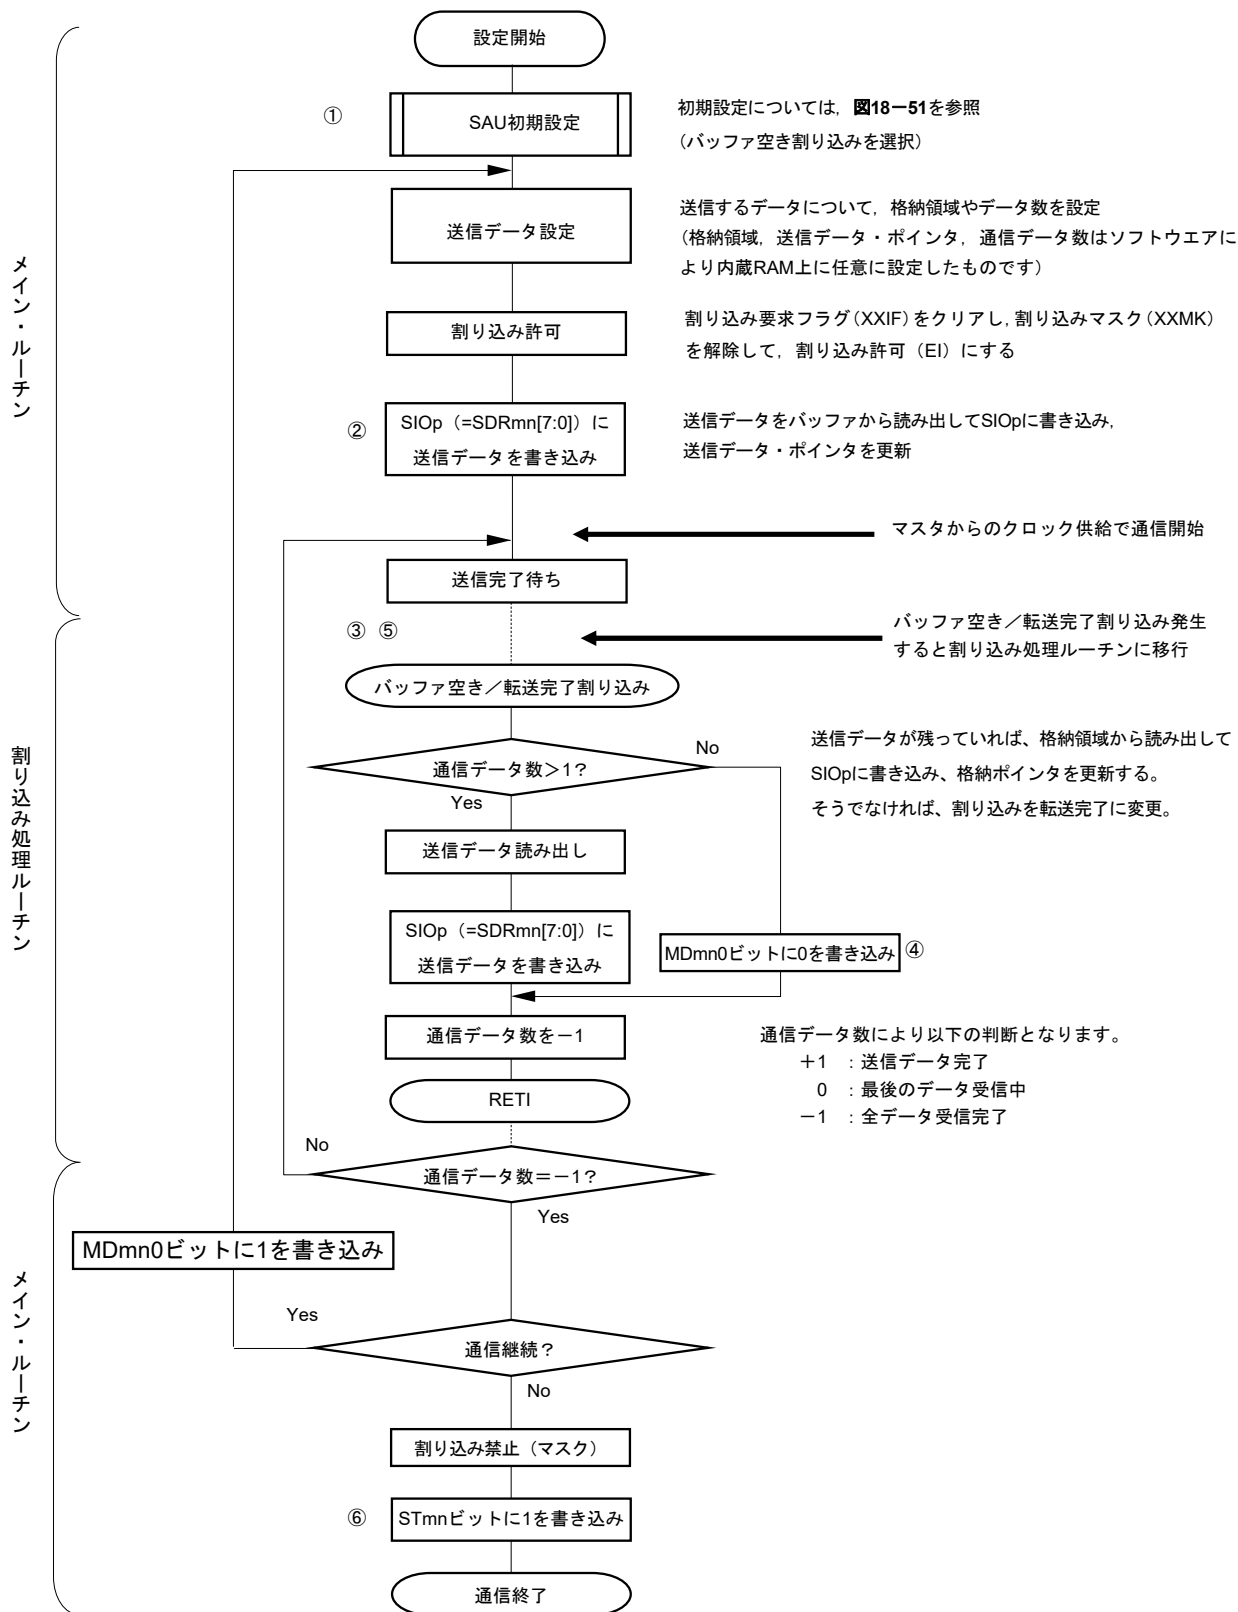 設定開始
①
SAU初期設定
初期設定については，図18－51を参照
（バッファ空き割り込みを選択）
送信データ設定
送信するデータについて，格納領域やデータ数を設定
（格納領域，送信データ・ポインタ，通信データ数はソフトウエアに
より内蔵RAM上に任意に設定したものです）
メイン・ルーチン
割り込み許可
割り込み要求フラグ（XXIF）をクリアし，割り込みマスク（XXMK）
を解除して，割り込み許可（EI）にする
②
SIOp（=SDRmn[7:0]）に
送信データを書き込み
送信データをバッファから読み出してSIOpに書き込み，
送信データ・ポインタを更新
マスタからのクロック供給で通信開始
送信完了待ち
③ ⑤
バッファ空き／転送完了割り込み発生
すると割り込み処理ルーチンに移行
バッファ空き／転送完了割り込み
割り込み処理ルーチン
通信データ数＞1？
No
Yes
送信データが残っていれば、格納領域から読み出して
SIOpに書き込み、格納ポインタを更新する。
そうでなければ、割り込みを転送完了に変更。
送信データ読み出し
SIOp（=SDRmn[7:0]）に
送信データを書き込み
MDmn0ビットに0を書き込み
④
通信データ数を－1
通信データ数により以下の判断となります。
＋1 ：送信データ完了
0 ：最後のデータ受信中
－1 ：全データ受信完了
RETI
No
通信データ数＝－1？
Yes
MDmn0ビットに1を書き込み
メイン・ルーチン
Yes
通信継続？
No
割り込み禁止（マスク）
⑥
STmnビットに1を書き込み
通信終了